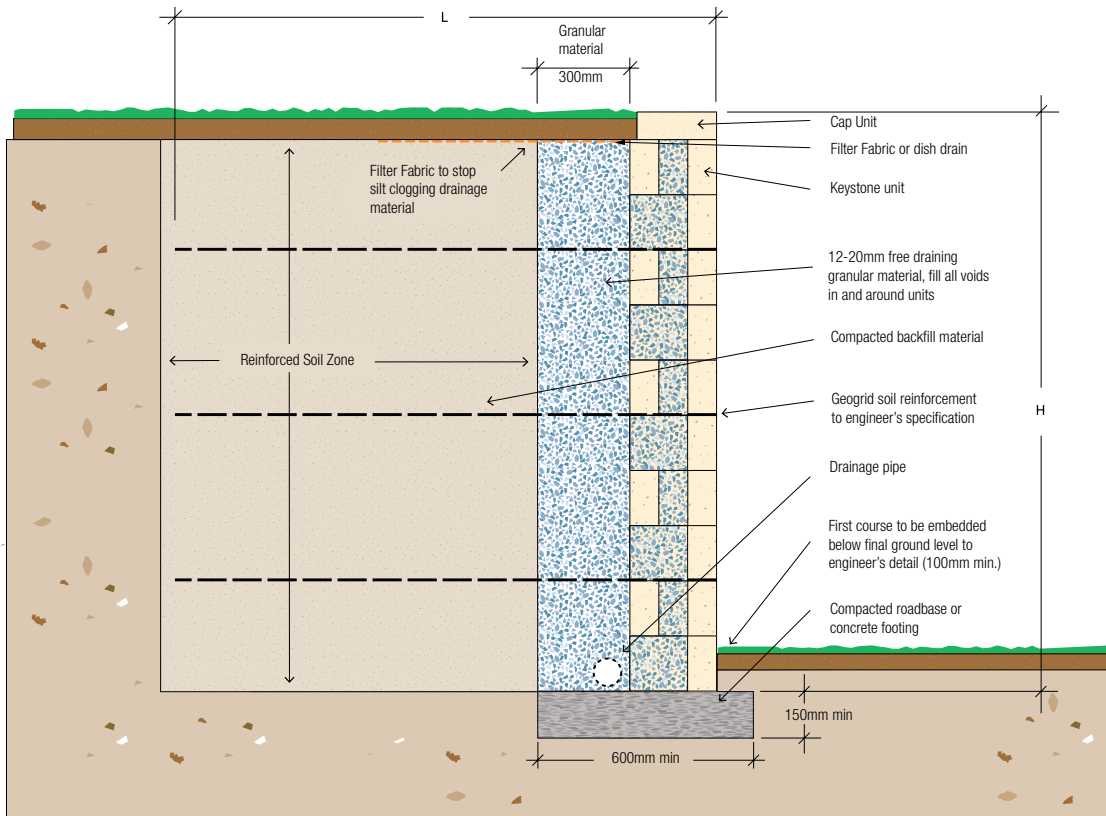 L
Granular
material
300mm
Cap Unit
Filter Fabric or dish drain
Filter Fabric to stop
silt clogging drainage
material
Keystone unit
12-20mm free draining
granular material, fill all voids
in and around units
Compacted backfill material
Reinforced Soil Zone
Geogrid soil reinforcement
to engineer's specification
H
Drainage pipe
First course to be embedded
below final ground level to
engineer's detail (100mm min.)
Compacted roadbase or
concrete footing
150mm min
600mm min